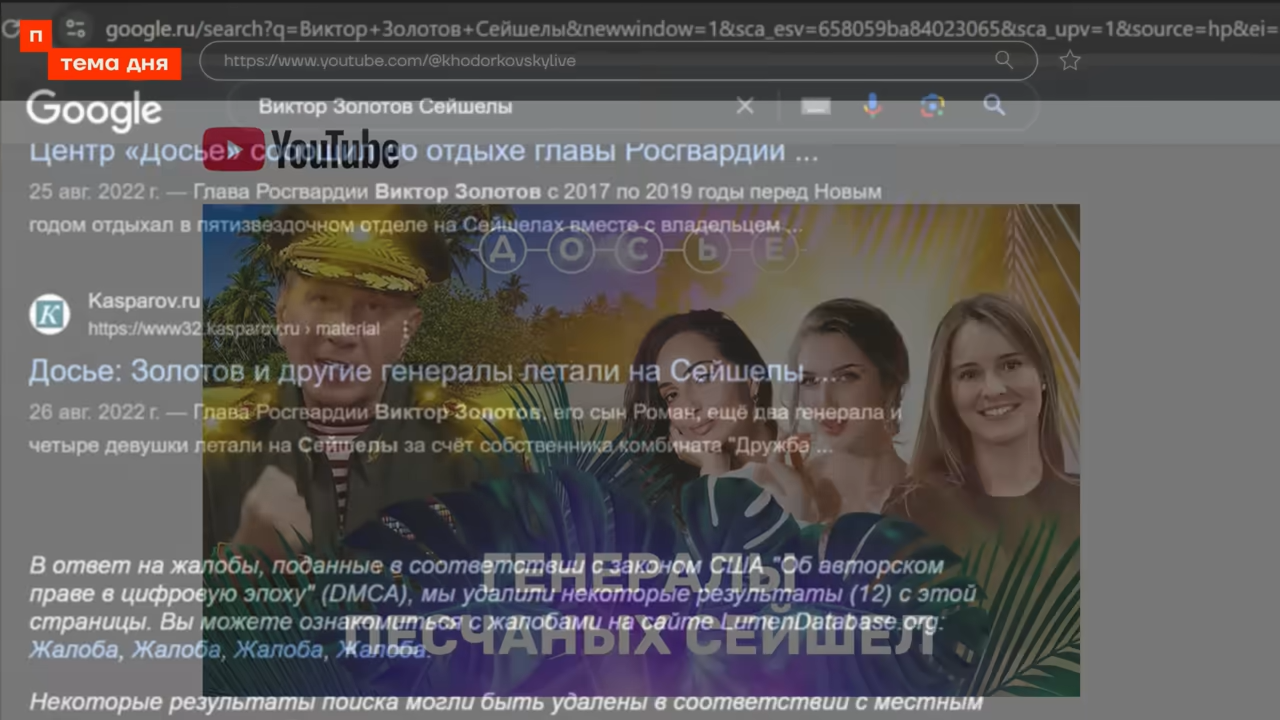 google.ru/search?q=Виктор+Золотов+Сейшелы&newwindow=1&sca_esv=658059ba84023065&sca_upv=1&source=hp&ei=
П
тема дня
https://www.youtube.com/@khodorkovskylive
Google
Виктор Золотов Сейшелы
YouTube
Центр «Досье» сообщил об отдыхе главы Росгвардии ...
25 авг. 2022 г. — Глава Росгвардии Виктор Золотов с 2017 по 2019 годы перед Новым
годом отдыхал в пятизвездочном отделе на Сейшелах вместе с владельцем ...
ДОСЬЕ
Kasparov.ru
https://www32.kasparov.ru › material
Досье: Золотов и другие генералы летали на Сейшелы ...
26 авг. 2022 г. — Глава Росгвардии Виктор Золотов, его сын Роман, ещё два генерала и
четыре девушки летали на Сейшелы за счёт собственника комбината "Дружба ...
ГЕНЕРАЛЫ
ПЕСЧАНЫХ СЕЙШЕЛ
В ответ на жалобы, поданные в соответствии с законом США "Об авторском
праве в цифровую эпоху" (DMCA), мы удалили некоторые результаты (12) с этой
страницы. Вы можете ознакомиться с жалобами на сайте LumenDatabase.org:
Жалоба, Жалоба, Жалоба, Жалоба.
Некоторые результаты поиска могли быть удалены в соответствии с местным